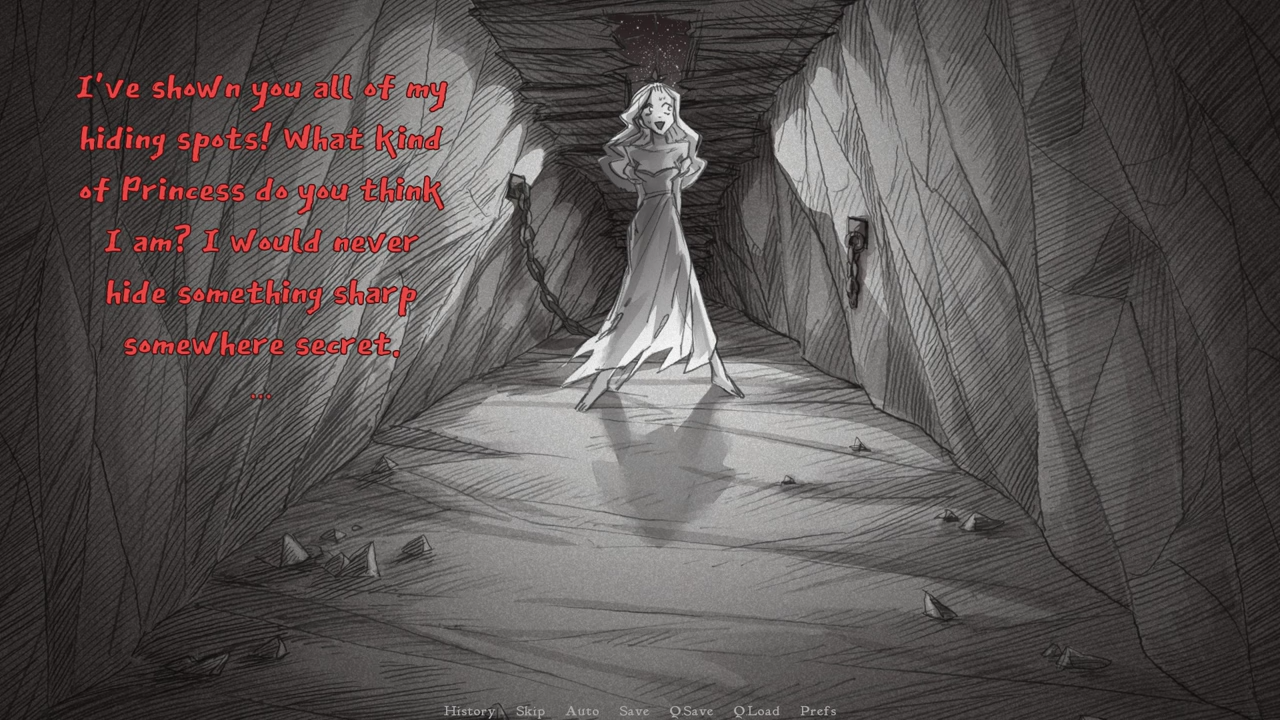 I've shown you all of my
hiding spots! What kind
of Princess do you think
I am? I would never
hide something sharp
somewhere secret.
...
History Skip Auto Save Q.Save Q.Load Prefs